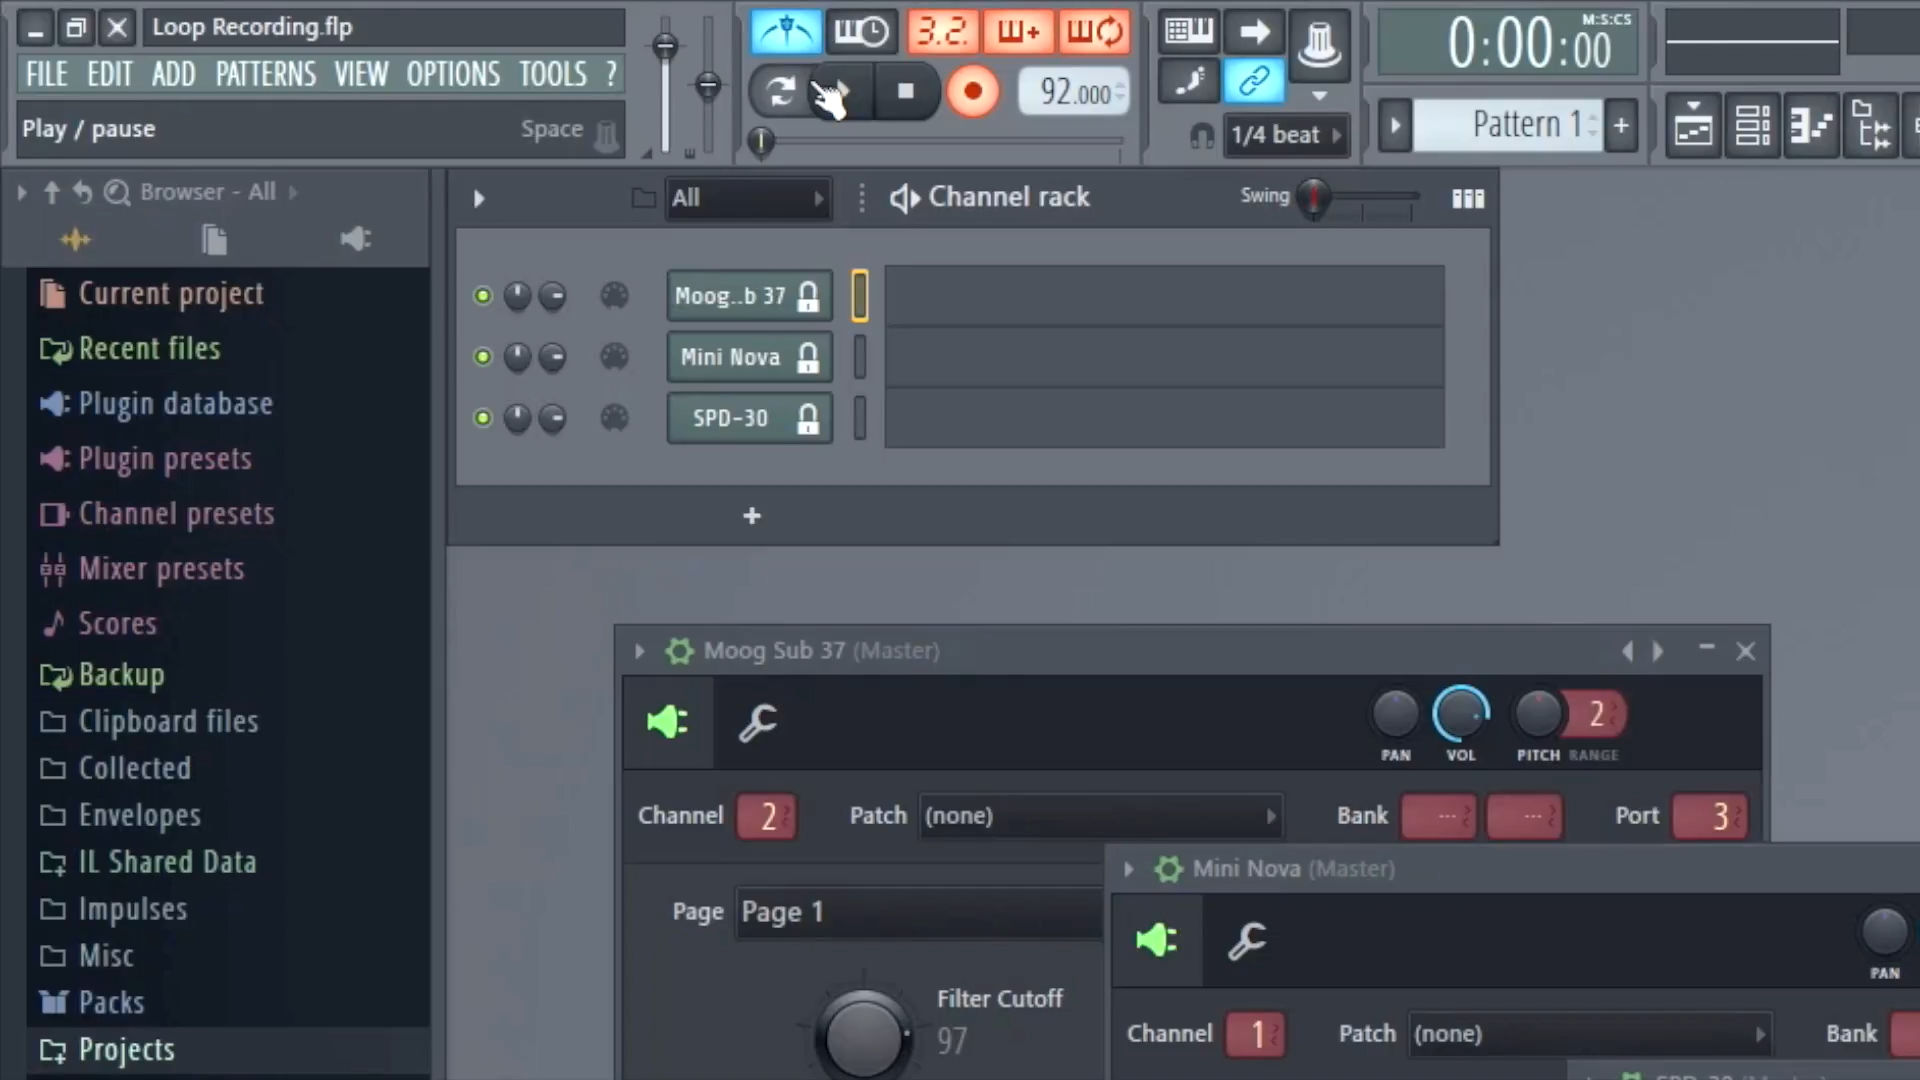 Loop Recording.flp
FILE EDIT ADD PATTERNS VIEW OPTIONS TOOLS ?
Play / pause Space
3.2.
92.000
1/4 beat
M:S:CS
0:00:00
Pattern 1
+
Browser - All
Current project
Recent files
Plugin database
Plugin presets
Channel presets
Mixer presets
Scores
Backup
Clipboard files
Collected
Envelopes
IL Shared Data
Impulses
Misc
Packs
Projects
All
Channel rack
Swing
Moog..b 37
Mini Nova
SPD-30
+
Moog Sub 37 (Master)
PAN
VOL
PITCH
2
RANGE
Channel 2 Patch (none) Bank --- --- Port 3
Page Page 1
Filter Cutoff
97
Mini Nova (Master)
PAN
Channel 1 Patch (none) Bank